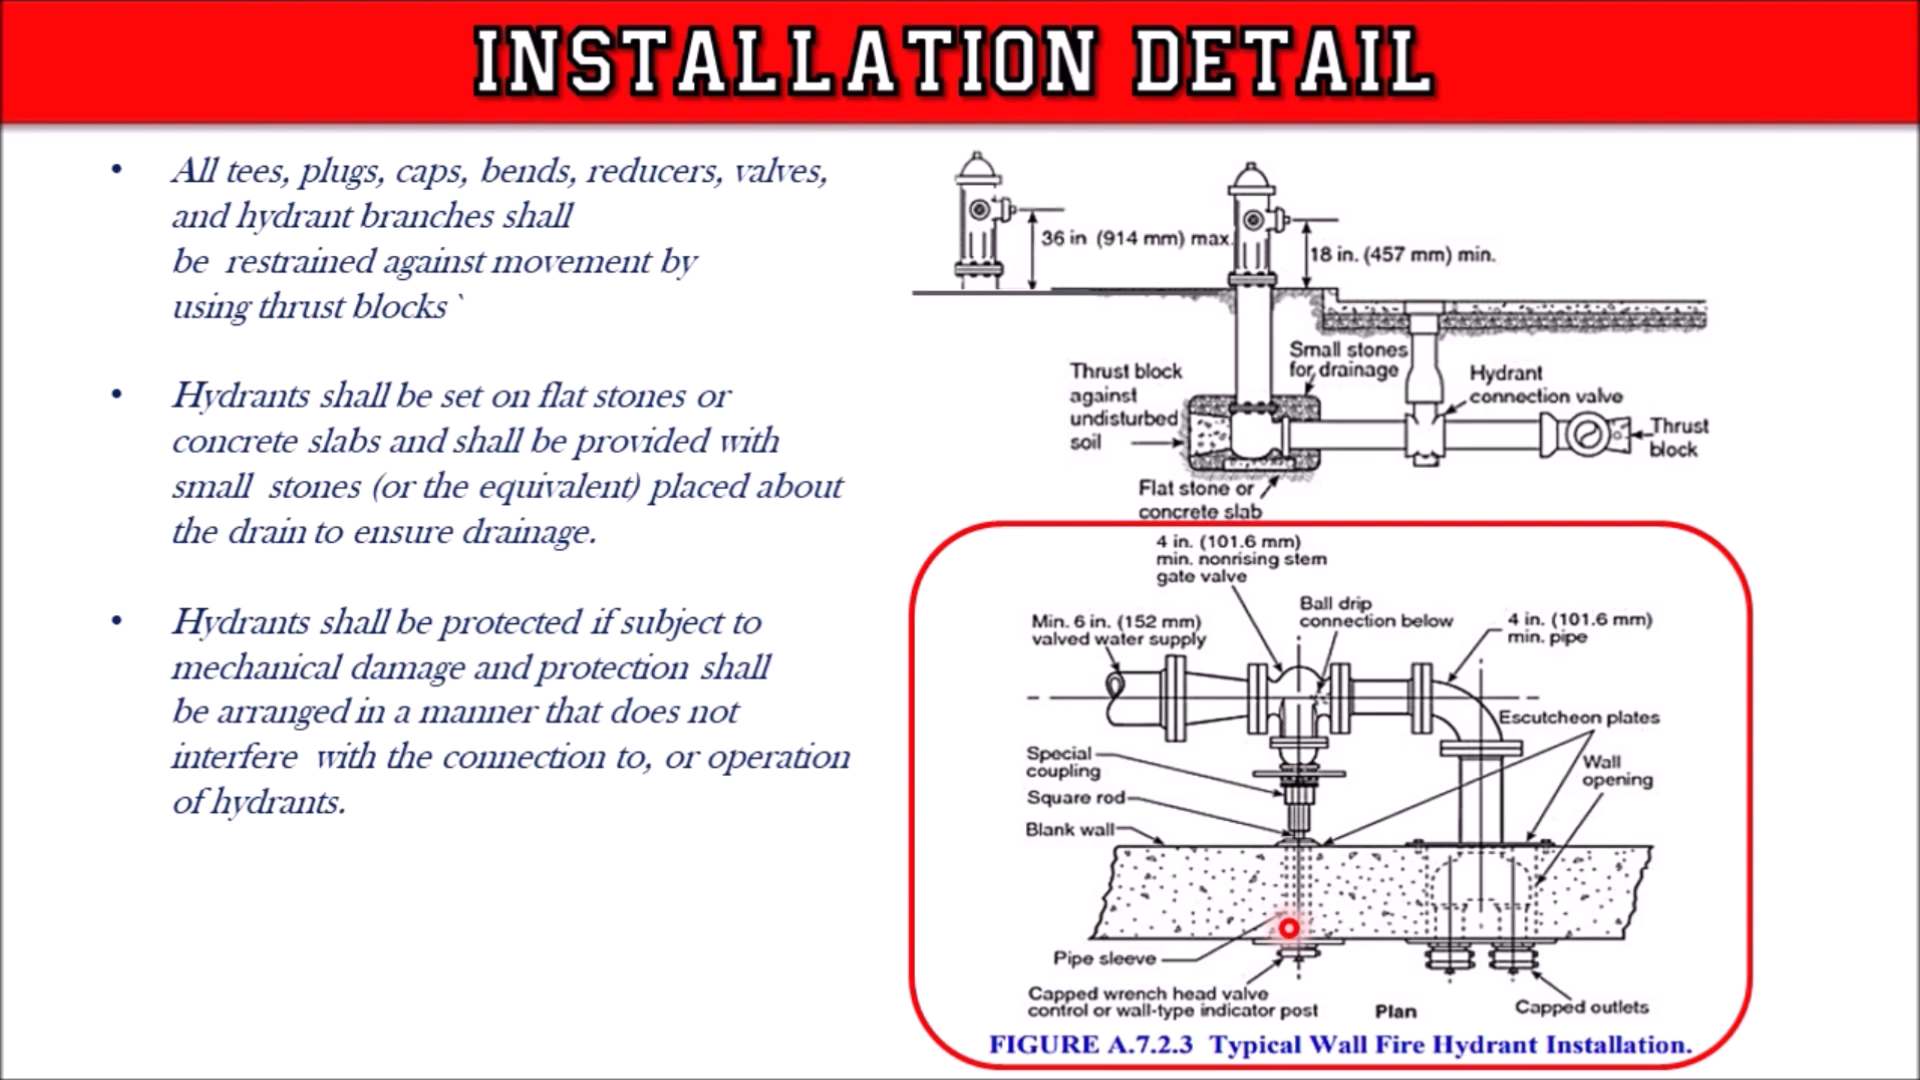 INSTALLATION DETAIL
• All tees, plugs, caps, bends, reducers, valves,
and hydrant branches shall
be restrained against movement by
using thrust blocks`
• Hydrants shall be set on flat stones or
concrete slabs and shall be provided with
small stones (or the equivalent) placed about
the drain to ensure drainage.
• Hydrants shall be protected if subject to
mechanical damage and protection shall
be arranged in a manner that does not
interfere with the connection to, or operation
of hydrants.
36 in (914 mm) max.
18 in. (457 mm) min.
Small stones
for drainage
Thrust block
against
undisturbed
soil
Hydrant
connection valve
Thrust
block
Flat stone or
concrete slab
4 in. (101.6 mm)
min. nonrising stem
gate valve
Ball drip
connection below
Min. 6 in. (152 mm)
valved water supply
4 in. (101.6 mm)
min. pipe
Escutcheon plates
Special
coupling
Wall
opening
Square rod
Blank wall
Pipe sleeve
Capped wrench head valve
control or wall-type indicator post
Plan
Capped outlets
FIGURE A.7.2.3 Typical Wall Fire Hydrant Installation.